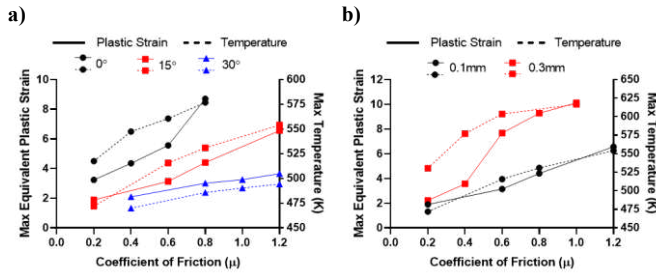 a)
Plastic Strain Temperature
0° 15° 30°
Max Equivalent Plastic Strain
10
8
6
4
2
0
600
575
550
525
500
475
450
Max Temperature (K)
0.0 0.2 0.4 0.6 0.8 1.0 1.2
Coefficient of Friction (μ)
b)
Plastic Strain Temperature
0.1mm 0.3mm
Max Equivalent Plastic Strain
12
10
8
6
4
2
0
650
625
600
575
550
525
500
475
450
Max Temperature (K)
0.0 0.2 0.4 0.6 0.8 1.0 1.2
Coefficient of Friction (μ)